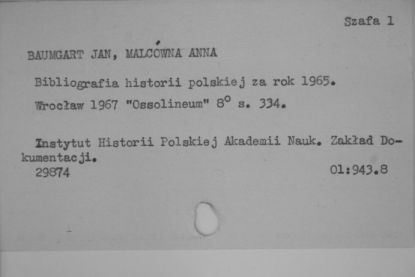 Szafa 1
BAUMGART JAN, MALCÓWNA ANNA
Bibliografia historii polskiej za rok 1965.
Wrocław 1967 "Ossolineum" 8° s. 334.
Instytut Historii Polskiej Akademii Nauk. Zakład Do-
kumentacji.
29874 01:943.8